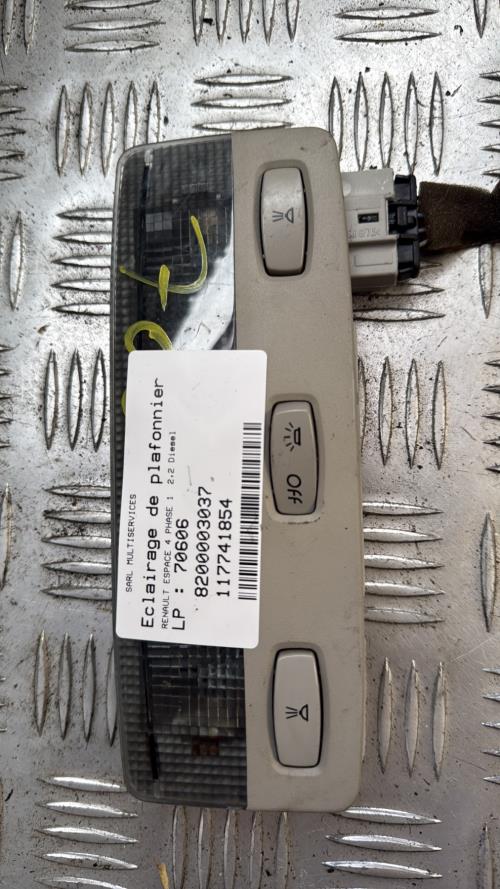 SARL MULTISERVICES
Eclairage de plafonnier
RENAULT ESPACE 4 PHASE 1 2.2 Diesel
LP : 70606
8200003037
117741854
OFF